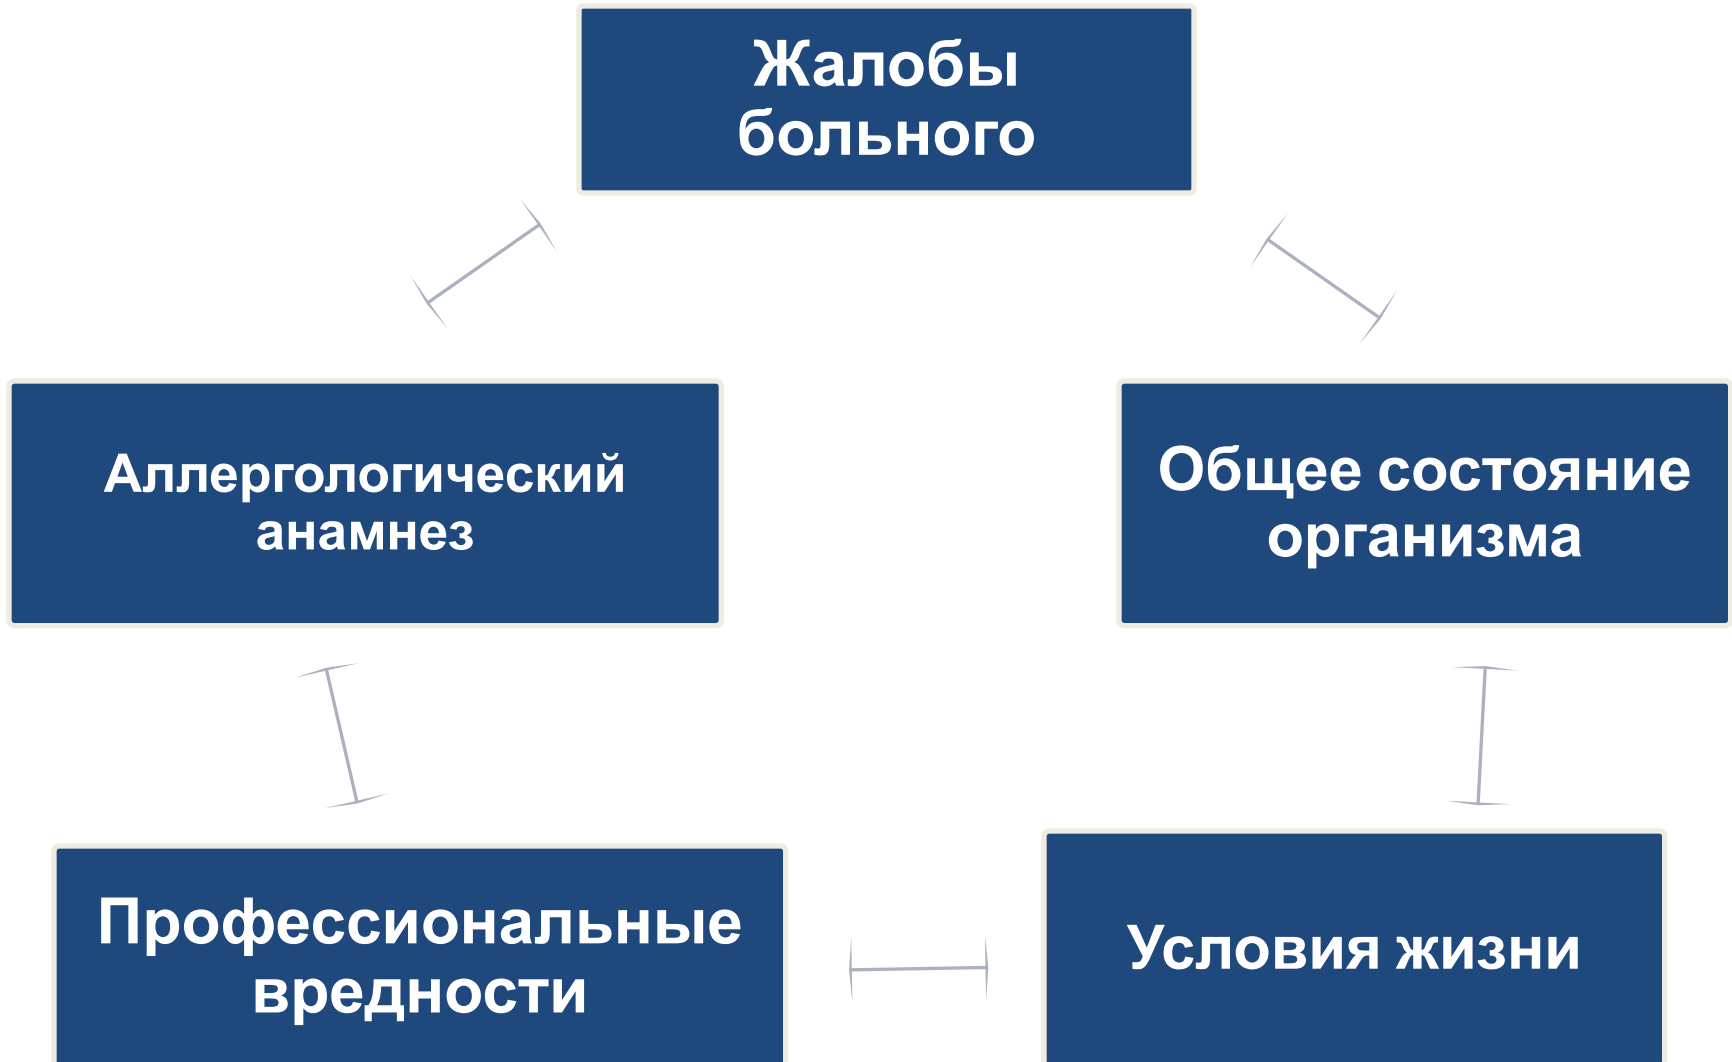 Жалобы
больного
Аллергологический
анамнез
Общее состояние
организма
Профессиональные
вредности
Условия жизни